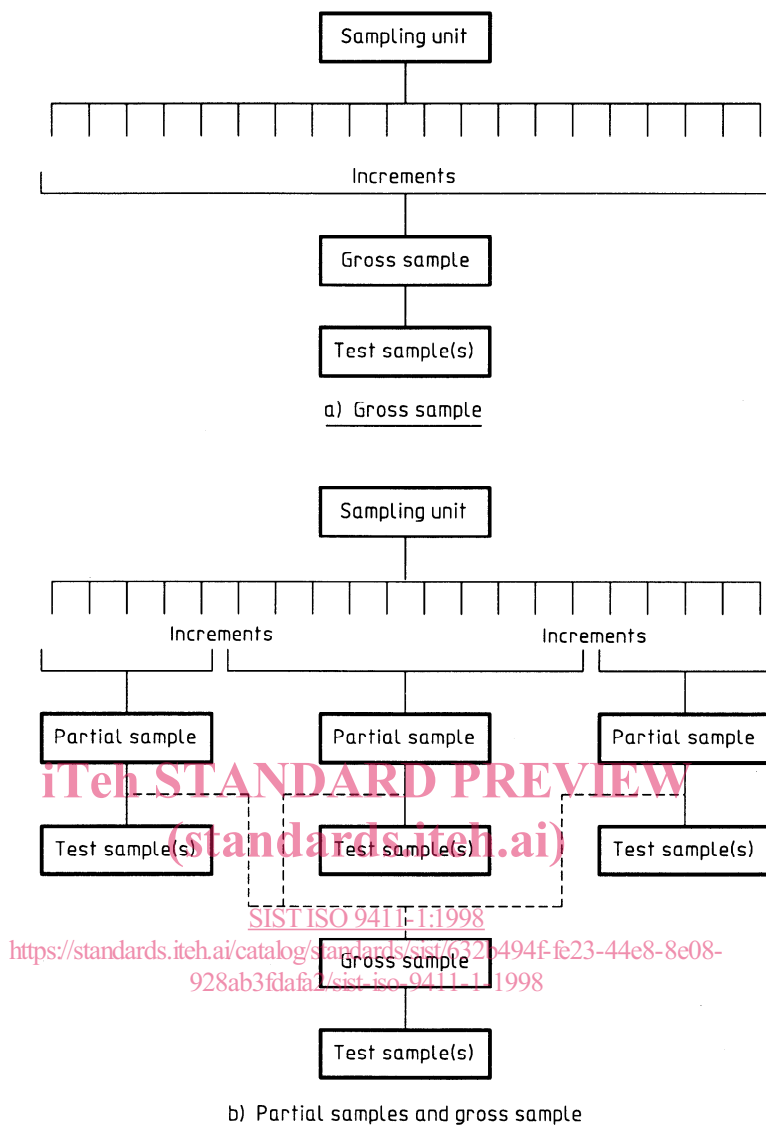 Sampling unit
Increments
Gross sample
Test sample(s)
a) Gross sample
Sampling unit
Increments Increments
Partial sample Partial sample Partial sample
iTeh STANDARD PREVIEW
Test sample(s) Test sample(s) Test sample(s)
(standards.iteh.ai)
SIST ISO 9411-1:1998
https://standards.iteh.ai/catalog/standards/sist/632b494f-fe23-44e8-8e08-
Gross sample
928ab3fdafa2/sist-iso-9411-1-1998
Test sample(s)
b) Partial samples and gross sample